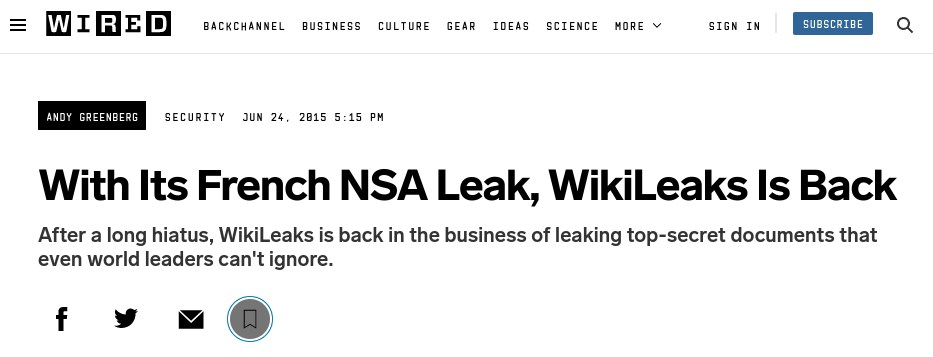 WIRED BACKCHANNEL BUSINESS CULTURE GEAR IDEAS SCIENCE MORE SIGN IN SUBSCRIBE
ANDY GREENBERG SECURITY JUN 24, 2015 5:15 PM
With Its French NSA Leak, WikiLeaks Is Back
After a long hiatus, WikiLeaks is back in the business of leaking top-secret documents that
even world leaders can't ignore.